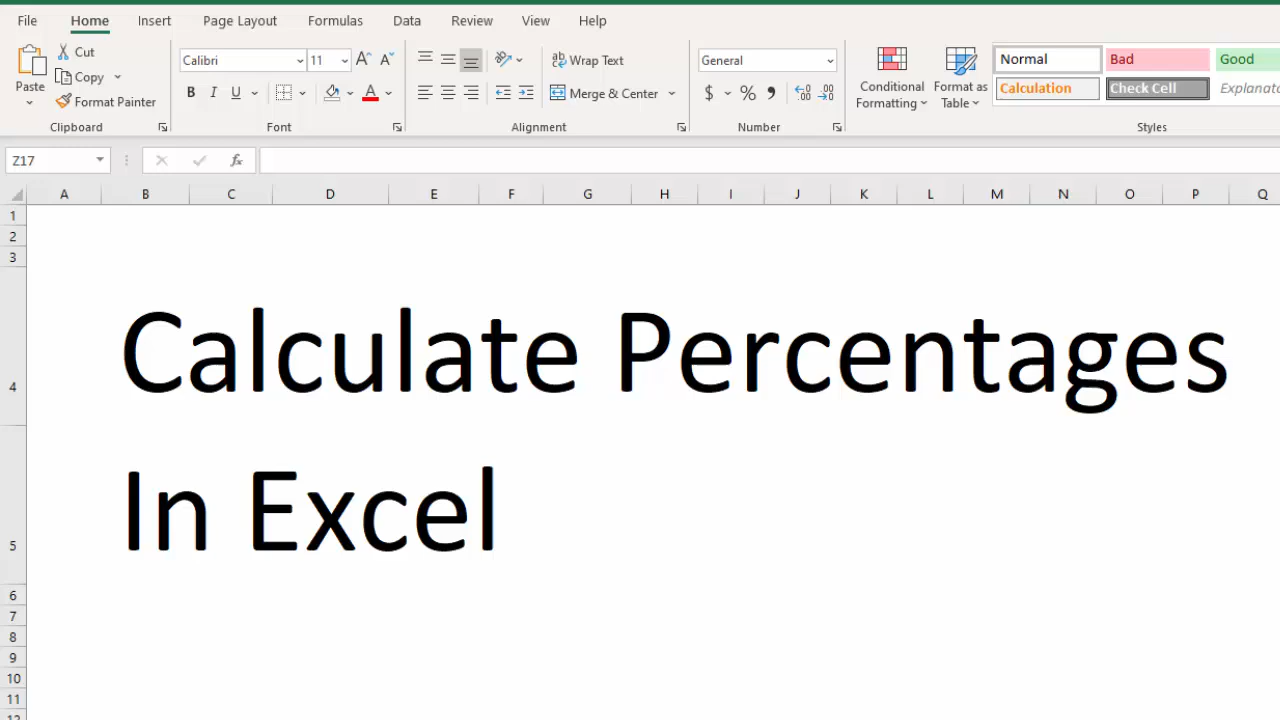 File Home Insert Page Layout Formulas Data Review View Help
Paste
Cut
Copy
Format Painter
Clipboard
Calibri 11 A A
B I U A
Font
Wrap Text
Merge & Center
Alignment
General
$ % ,
Number
Conditional
Formatting
Format as
Table
Normal Bad Good
Calculation Check Cell Explanato
Styles
Z17 fx
A B C D E F G H I J K L M N O P Q
1
2
3
4 Calculate Percentages
5 In Excel
6
7
8
9
10
11
12